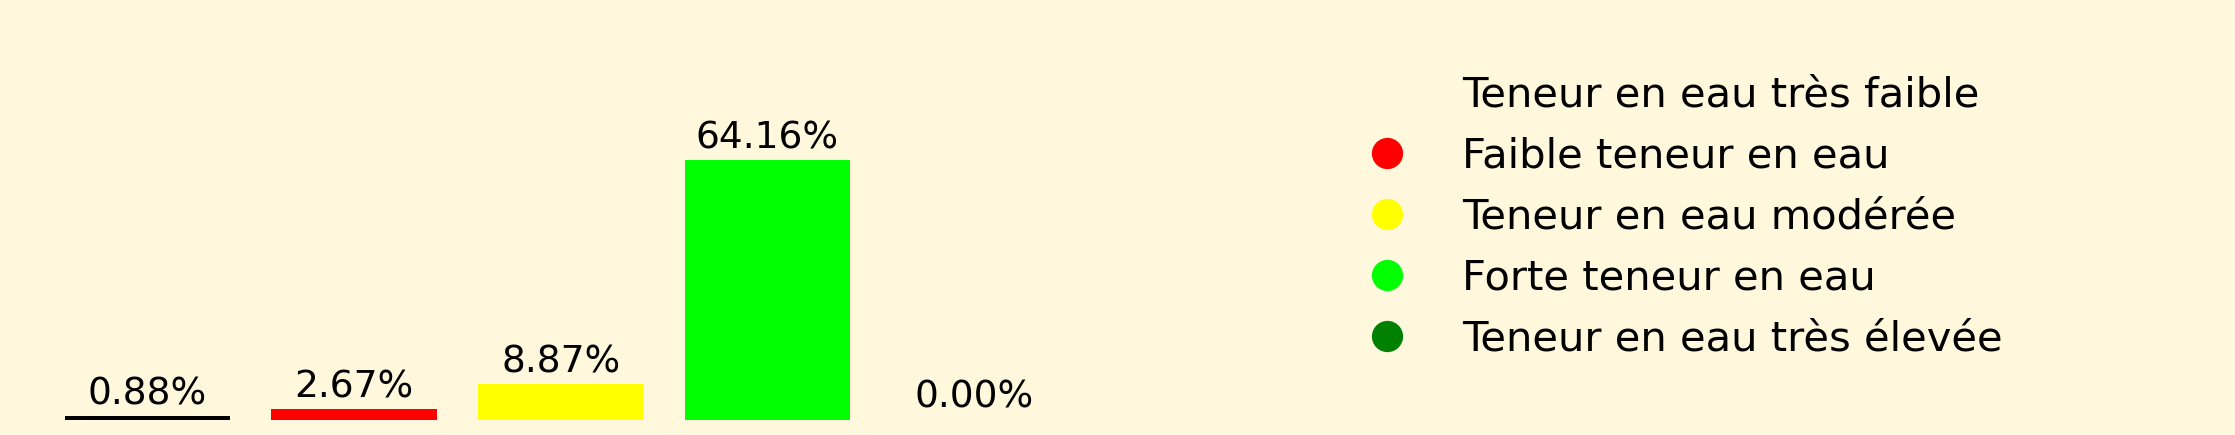 0.88%
2.67%
8.87%
64.16%
0.00%
Teneur en eau très faible
Faible teneur en eau
Teneur en eau modérée
Forte teneur en eau
Teneur en eau très élevée